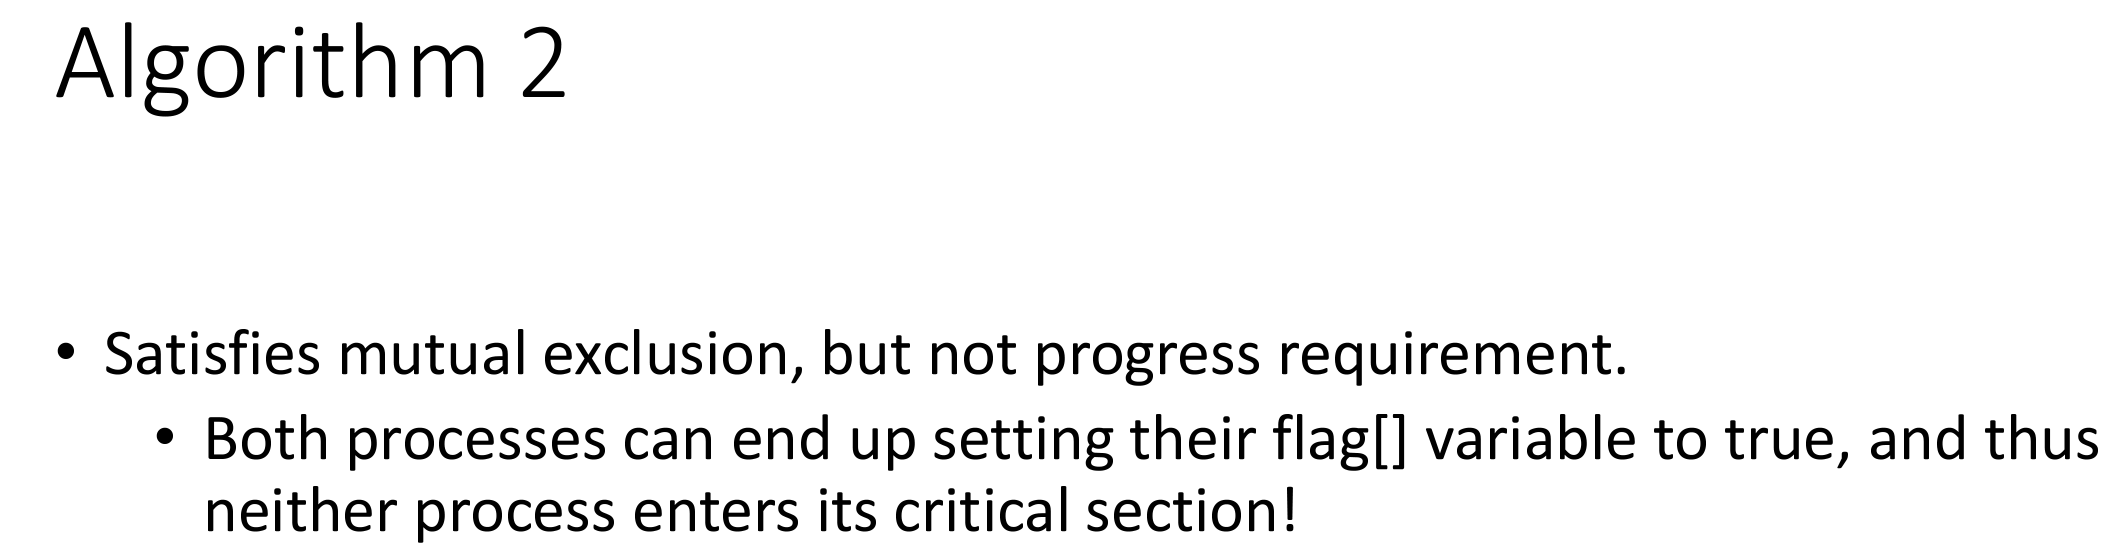 Algorithm 2
• Satisfies mutual exclusion, but not progress requirement.
• Both processes can end up setting their flag[] variable to true, and thus
neither process enters its critical section!